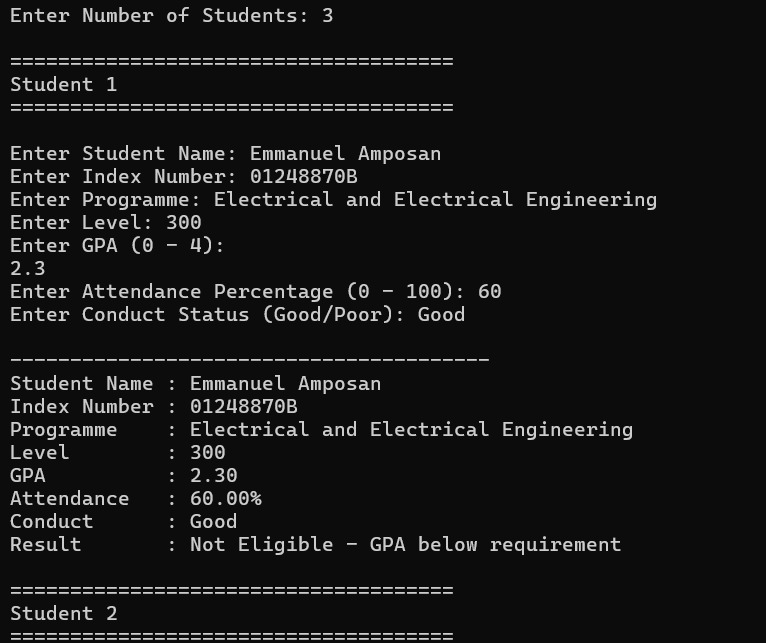 Enter Number of Students: 3
=====================================
Student 1
=====================================
Enter Student Name: Emmanuel Amposan
Enter Index Number: 01248870B
Enter Programme: Electrical and Electrical Engineering
Enter Level: 300
Enter GPA (0 - 4):
2.3
Enter Attendance Percentage (0 - 100): 60
Enter Conduct Status (Good/Poor): Good
----------------------------------------
Student Name : Emmanuel Amposan
Index Number : 01248870B
Programme    : Electrical and Electrical Engineering
Level        : 300
GPA          : 2.30
Attendance   : 60.00%
Conduct      : Good
Result       : Not Eligible - GPA below requirement
=====================================
Student 2
=====================================